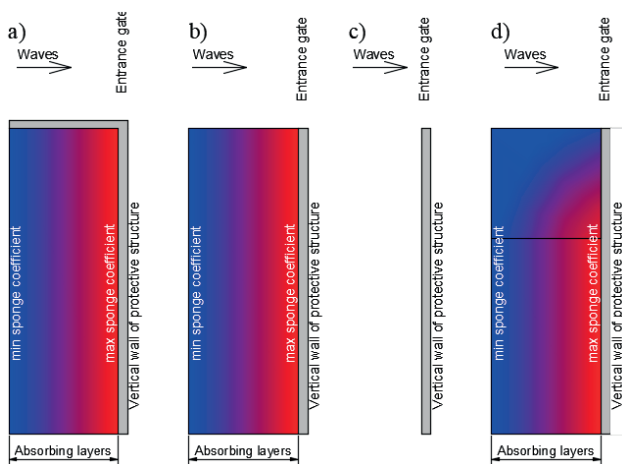 a)
Waves
Entrance gate
min sponge coefficient
max sponge coefficient
Vertical wall of protective structure
Absorbing layers
b)
Waves
Entrance gate
min sponge coefficient
max sponge coefficient
Vertical wall of protective structure
Absorbing layers
c)
Waves
Entrance gate
Vertical wall of protective structure
d)
Waves
Entrance gate
min sponge coefficient
max sponge coefficient
Vertical wall of protective structure
Absorbing layers